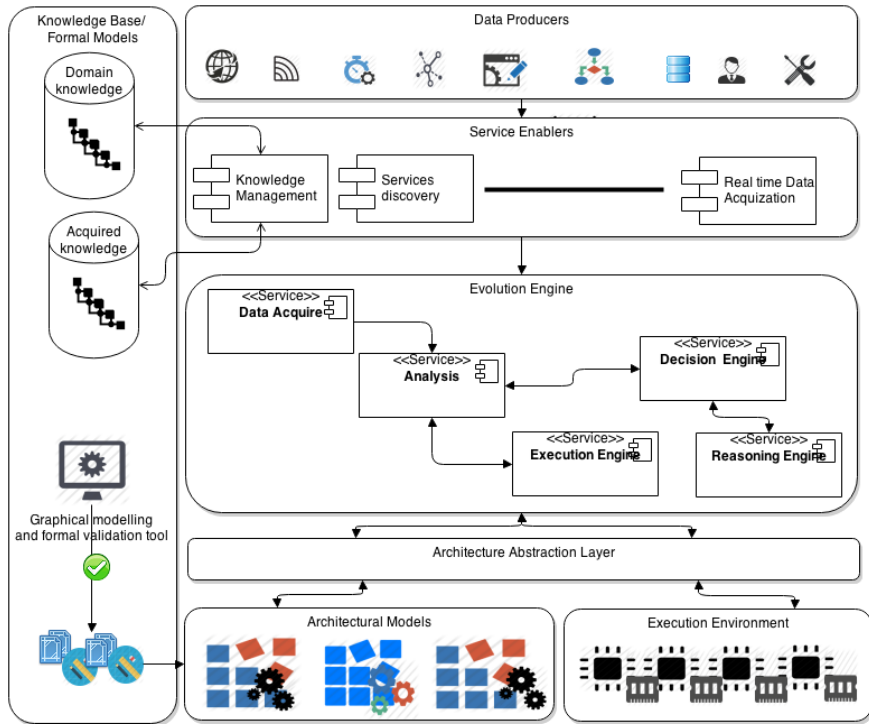 Knowledge Base/
Formal Models
Domain
knowledge
Acquired
knowledge
Graphical modelling
and formal validation tool
Data Producers
Service Enablers
Knowledge
Management
Services
discovery
Real time Data
Acquization
Evolution Engine
<<Service>>
Data Acquire
<<Service>>
Analysis
<<Service>>
Decision Engine
<<Service>>
Execution Engine
<<Service>>
Reasoning Engine
Architecture Abstraction Layer
Architectural Models
Execution Environment